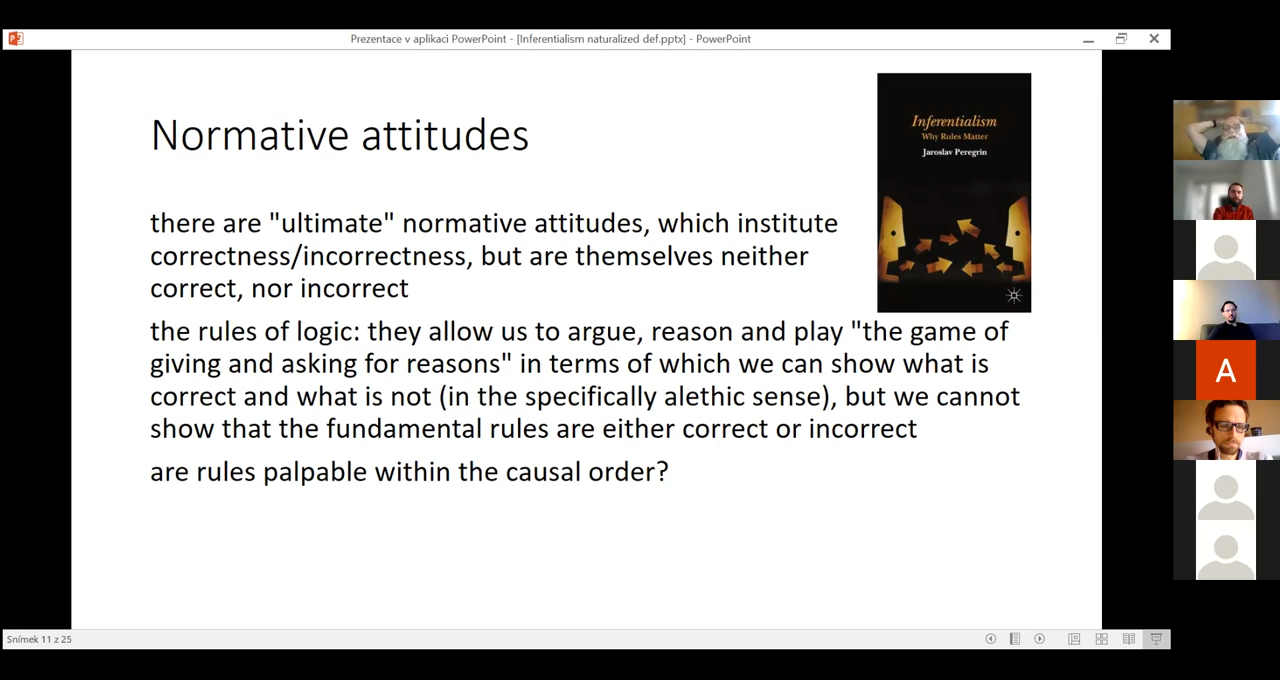 Prezentace v aplikaci PowerPoint - [Inferentialism naturalized def.pptx] - PowerPoint
Normative attitudes
Inferentialism
Why Rules Matter
Jaroslav Peregrin
there are "ultimate" normative attitudes, which institute
correctness/incorrectness, but are themselves neither
correct, nor incorrect
the rules of logic: they allow us to argue, reason and play "the game of
giving and asking for reasons" in terms of which we can show what is
correct and what is not (in the specifically alethic sense), but we cannot
show that the fundamental rules are either correct or incorrect
are rules palpable within the causal order?
A
Snímek 11 z 25